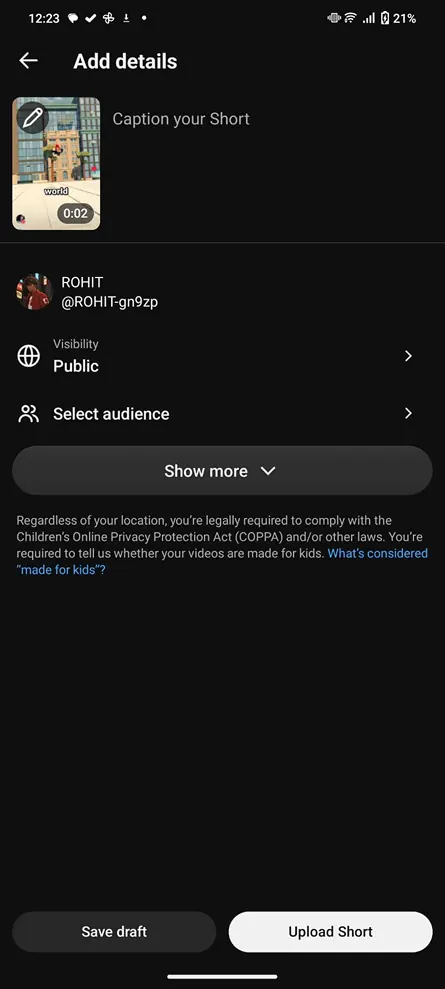 12:23
21%
Add details
Caption your Short
world
0:02
ROHIT
@ROHIT-gn9zp
Visibility
Public
Select audience
Show more
Regardless of your location, you're legally required to comply with the
Children's Online Privacy Protection Act (COPPA) and/or other laws. You're
required to tell us whether your videos are made for kids. What's considered
"made for kids"?
Save draft
Upload Short